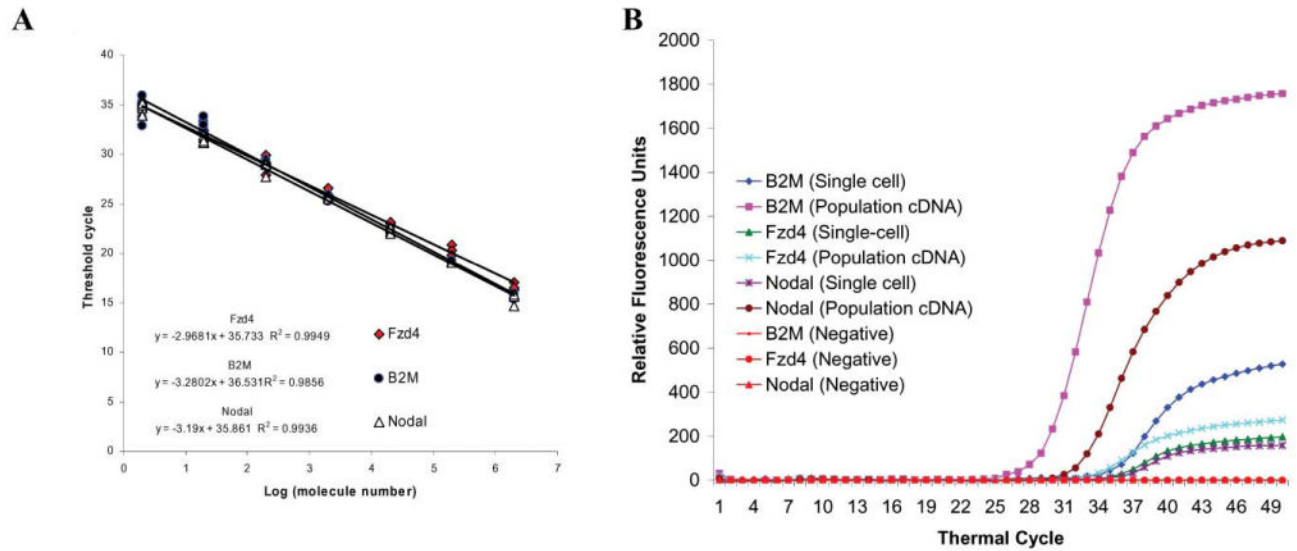 A
40
35
30
25
20
15
10
5
0
Threshold cycle
Fzd4
y = -2.9681x + 35.733 R² = 0.9949
B2M
y = -3.2802x + 36.531R² = 0.9856
Nodal
y = -3.19x + 35.861 R² = 0.9936
Fzd4
B2M
Nodal
0 1 2 3 4 5 6 7
Log (molecule number)
B
2000
1800
1600
1400
1200
1000
800
600
400
200
0
Relative Fluorescence Units
B2M (Single cell)
B2M (Population cDNA)
Fzd4 (Single-cell)
Fzd4 (Population cDNA)
Nodal (Single cell)
Nodal (Population cDNA)
B2M (Negative)
Fzd4 (Negative)
Nodal (Negative)
1 4 7 10 13 16 19 22 25 28 31 34 37 40 43 46 49
Thermal Cycle